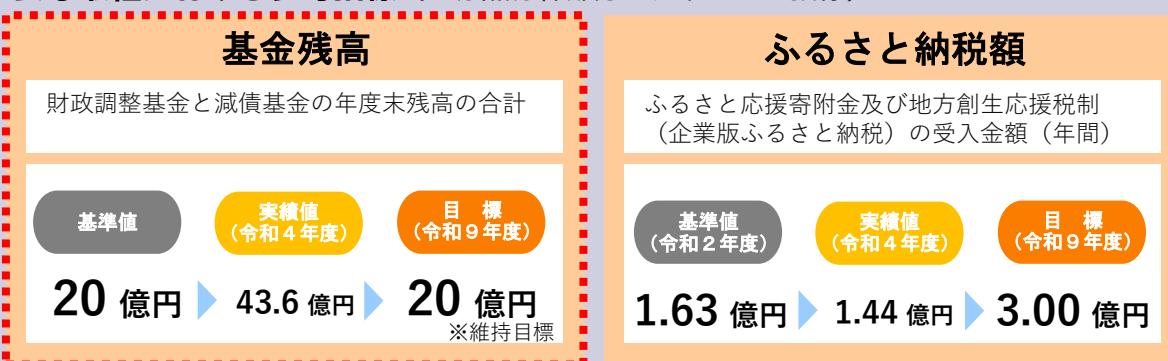 基金残高
財政調整基金と減債基金の年度末残高の合計
基準値
実績値
(令和４年度)
目 標
(令和９年度)
20 億円
43.6 億円
20 億円
※維持目標
ふるさと納税額
ふるさと応援寄附金及び地方創生応援税制
（企業版ふるさと納税）の受入金額（年間）
基準値
(令和２年度)
実績値
(令和４年度)
目 標
(令和９年度)
1.63 億円
1.44 億円
3.00 億円